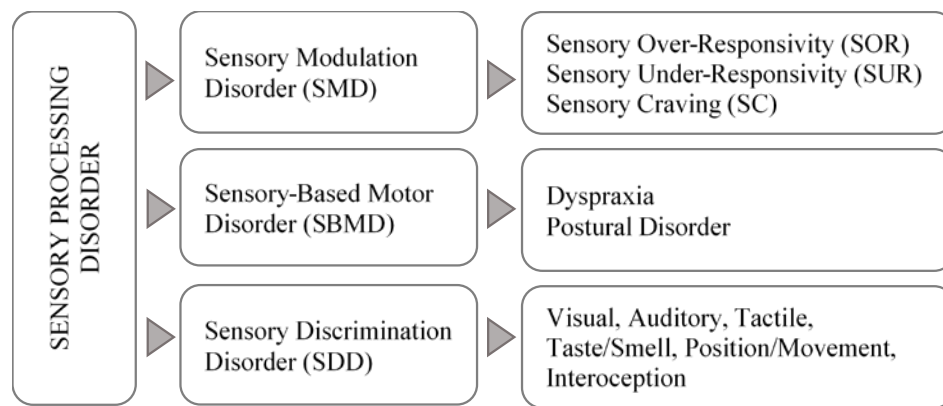 SENSORY PROCESSING
DISORDER
Sensory Modulation
Disorder (SMD)
Sensory Over-Responsivity (SOR)
Sensory Under-Responsivity (SUR)
Sensory Craving (SC)
Sensory-Based Motor
Disorder (SBMD)
Dyspraxia
Postural Disorder
Sensory Discrimination
Disorder (SDD)
Visual, Auditory, Tactile,
Taste/Smell, Position/Movement,
Interoception